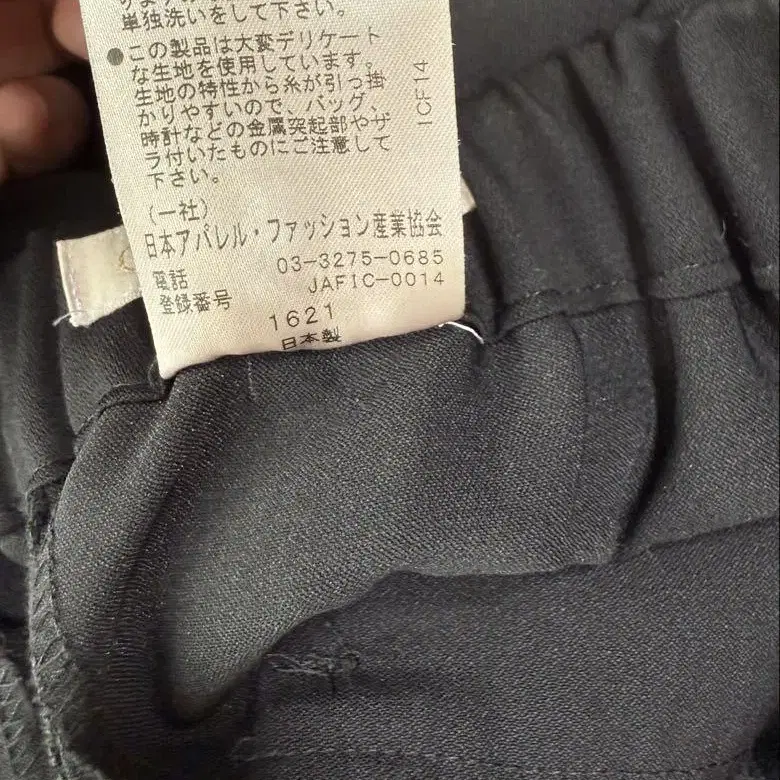 単独洗いをして下さい。
●この製品は大変デリケート
な生地を使用しています。
生地の特性から糸が引っ掛
かりやすいので、バッグ、
時計などの金属突起部やザ
ラ付いたものにご注意して
下さい。
(一社)
日本アパレル・ファッション産業協会
電話 03-3275-0685
登録番号 JAFIC-0014
1621
日本製
1CF14